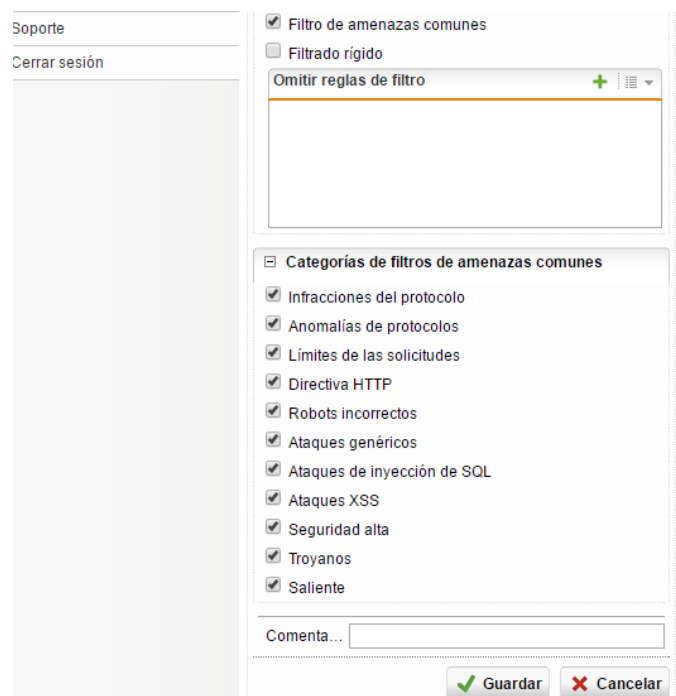 Soporte
Cerrar sesión
Filtro de amenazas comunes
Filtrado rígido
Omitir reglas de filtro
Categorías de filtros de amenazas comunes
Infracciones del protocolo
Anomalías de protocolos
Límites de las solicitudes
Directiva HTTP
Robots incorrectos
Ataques genéricos
Ataques de inyección de SQL
Ataques XSS
Seguridad alta
Troyanos
Saliente
Comenta...
Guardar Cancelar